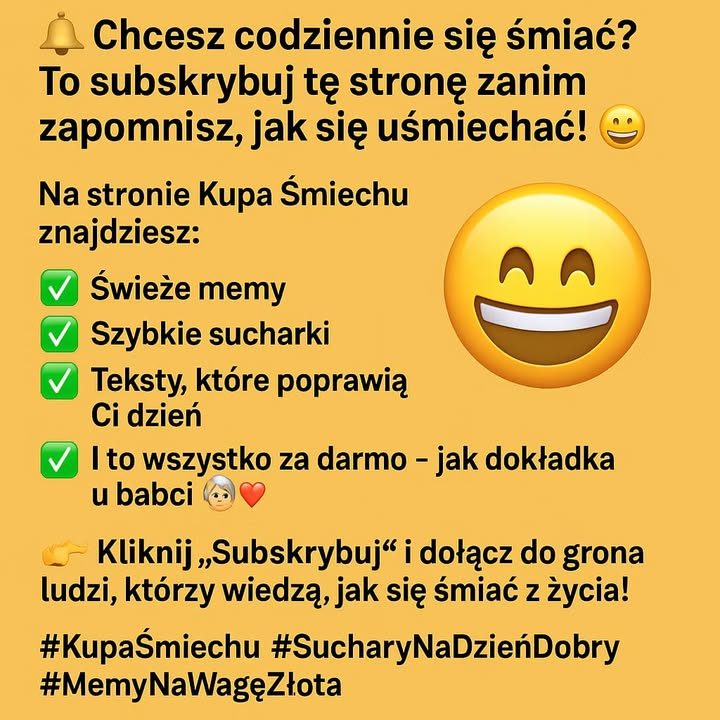 🔔 Chcesz codziennie się śmiać?
To subskrybuj tę stronę zanim
zapomnisz, jak się uśmiechać! 😀
Na stronie Kupa Śmiechu
znajdziesz:
✅ Świeże memy
✅ Szybkie sucharki
✅ Teksty, które poprawią
Ci dzień
✅ I to wszystko za darmo – jak dokładka
u babci 👵❤️
👉 Kliknij „Subskrybuj“ i dołącz do grona
ludzi, którzy wiedzą, jak się śmiać z życia!
#KupaŚmiechu #SucharyNaDzieńDobry
#MemyNaWagęZłota